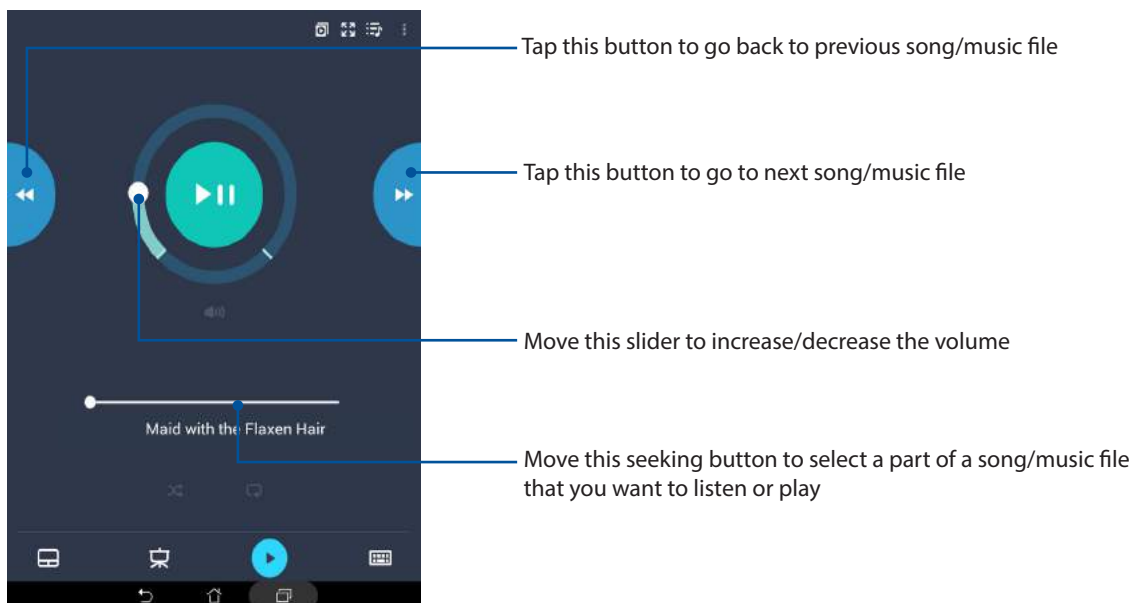 Tap this button to go back to previous song/music file
Tap this button to go to next song/music file
Move this slider to increase/decrease the volume
Maid with the Flaxen Hair
Move this seeking button to select a part of a song/music file
that you want to listen or play